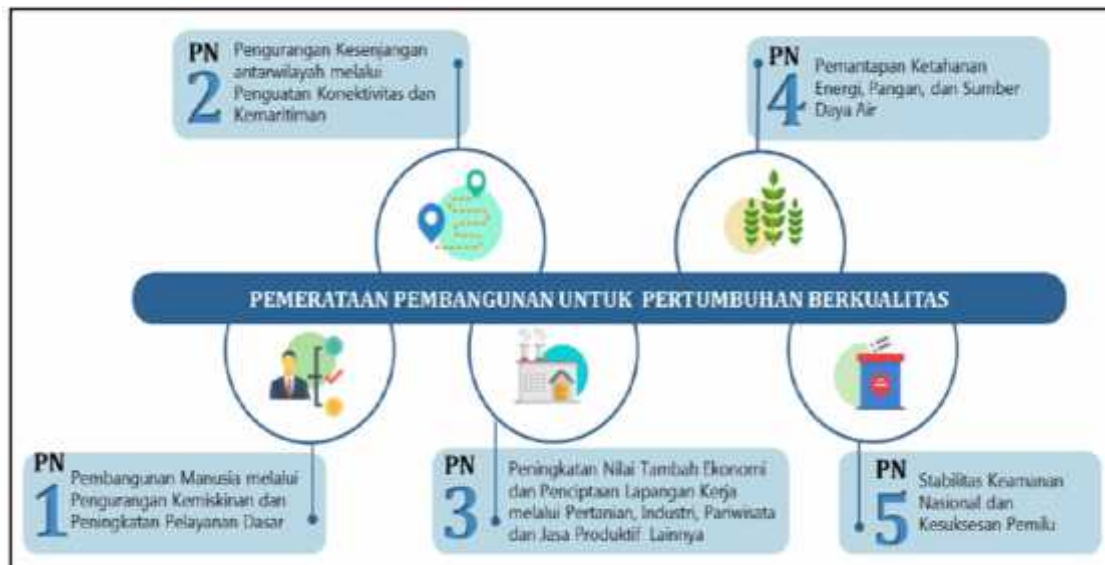 PN 2
Pengurangan Kesenjangan
antarwilayah melalui
Penguatan Konektivitas dan
Kemaritiman
PN 4
Pemantapan Ketahanan
Energi, Pangan, dan Sumber
Daya Air
PEMERATAAN PEMBANGUNAN UNTUK PERTUMBUHAN BERKUALITAS
PN 1
Pembangunan Manusia melalui
Pengurangan Kemiskinan dan
Peningkatan Pelayanan Dasar
PN 3
Peningkatan Nilai Tambah Ekonomi
dan Penciptaan Lapangan Kerja
melalui Pertanian, Industri, Pariwisata
dan Jasa Produktif Lainnya
PN 5
Stabilitas Keamanan
Nasional dan
Kesuksesan Pemilu